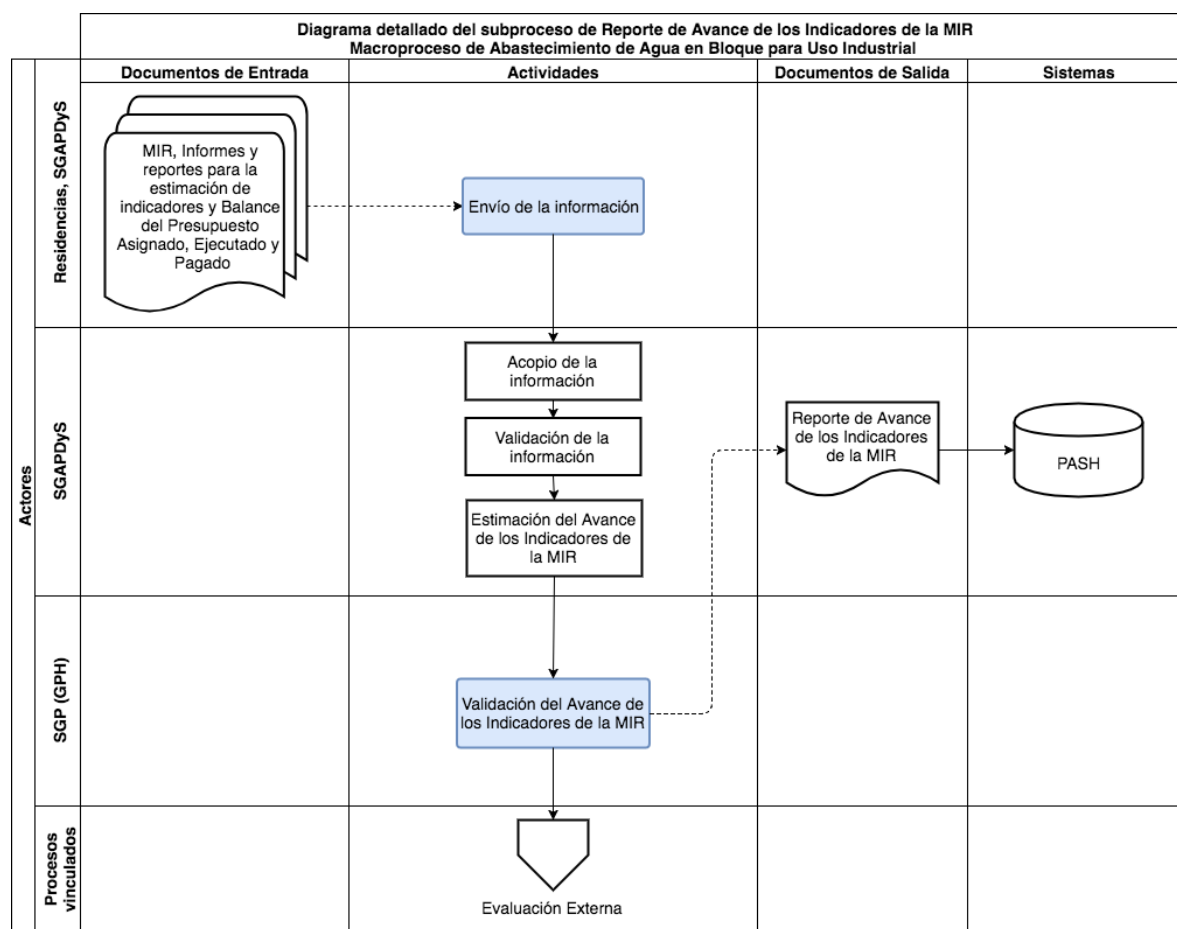 Diagrama detallado del subproceso de Reporte de Avance de los Indicadores de la MIR
Macroproceso de Abastecimiento de Agua en Bloque para Uso Industrial
Documentos de Entrada
Actividades
Documentos de Salida
Sistemas
Actores
Residencias, SGAPDyS
MIR, Informes y
reportes para la
estimación de
indicadores y Balance
del Presupuesto
Asignado, Ejecutado y
Pagado
Envío de la información
SGAPDyS
Acopio de la
información
Validación de la
información
Estimación del Avance
de los Indicadores de
la MIR
Reporte de Avance
de los Indicadores
de la MIR
PASH
SGP (GPH)
Validación del Avance de
los Indicadores de la MIR
Procesos
vinculados
Evaluación Externa